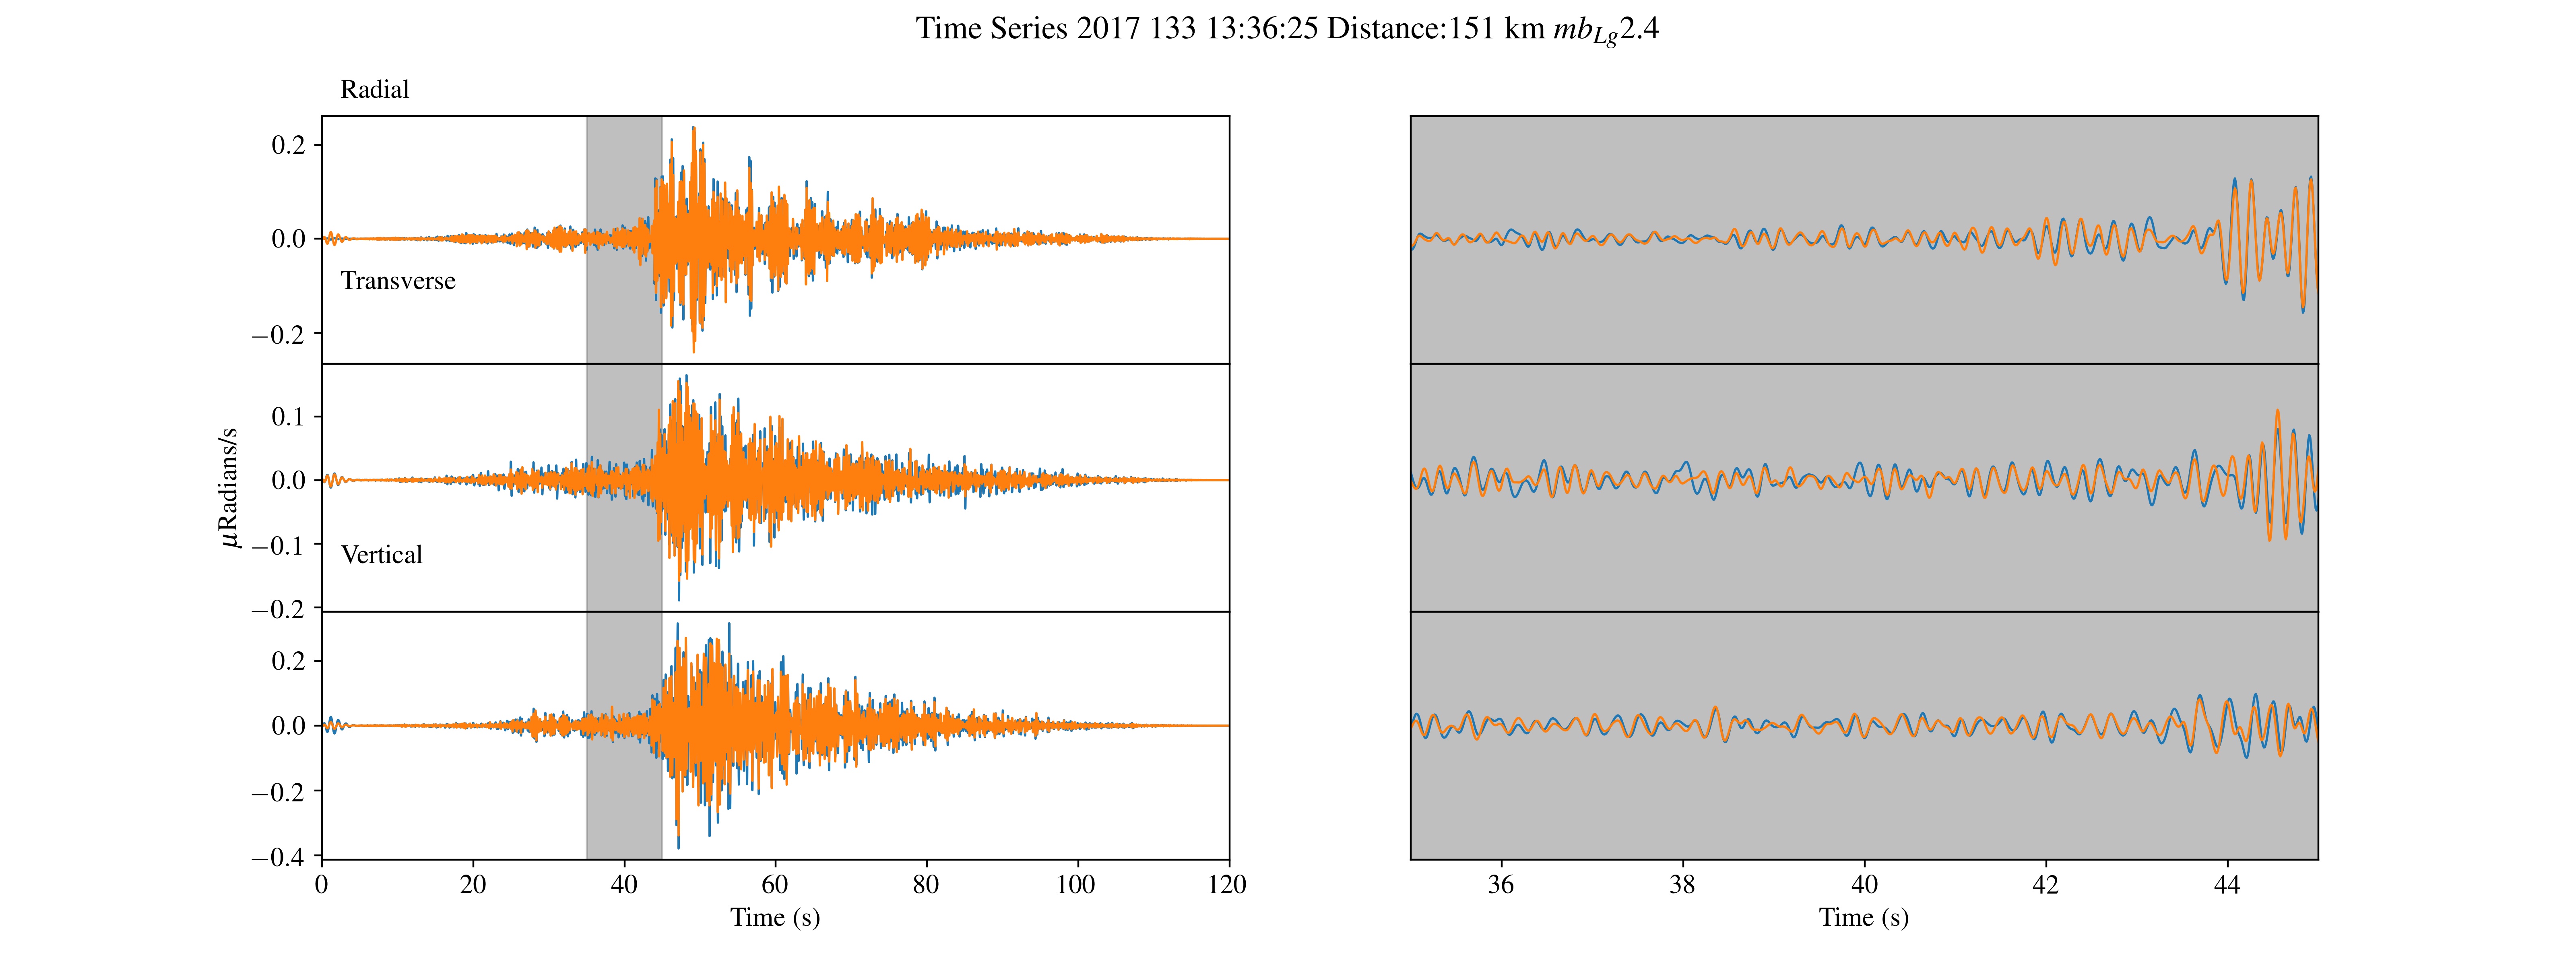 Time Series 2017 133 13:36:25 Distance:151 km mb_Lg2.4
Radial
0.2
0.0
−0.2
Transverse
0.1
0.0
−0.1
−0.2
Vertical
μRadians/s
0.2
0.0
−0.2
−0.4
0 20 40 60 80 100 120
Time (s)
36 38 40 42 44
Time (s)